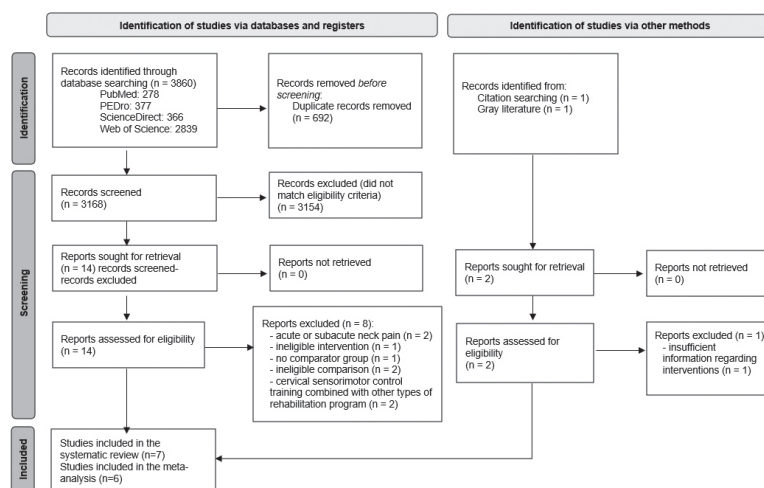 Identification of studies via databases and registers
Identification of studies via other methods
Identification
Records identified through
database searching (n = 3860)
PubMed: 278
PEDro: 377
ScienceDirect: 366
Web of Science: 2839
Records removed before
screening:
Duplicate records removed
(n = 692)
Records identified from:
Citation searching (n = 1)
Gray literature (n = 1)
Screening
Records screened
(n = 3168)
Records excluded (did not
match eligibility criteria)
(n = 3154)
Reports sought for retrieval
(n = 14) records screened-
records excluded
Reports not retrieved
(n = 0)
Reports sought for retrieval
(n = 2)
Reports not retrieved
(n = 0)
Reports assessed for eligibility
(n = 14)
Reports excluded (n = 8):
- acute or subacute neck pain (n = 2)
- ineligible intervention (n = 1)
- no comparator group (n = 1)
- ineligible comparison (n = 2)
- cervical sensorimotor control
training combined with other types of
rehabilitation program (n = 2)
Reports assessed for
eligibility
(n = 2)
Reports excluded (n = 1)
- insufficient
information regarding
interventions (n = 1)
Included
Studies included in the
systematic review (n=7)
Studies included in the meta-
analysis (n=6)